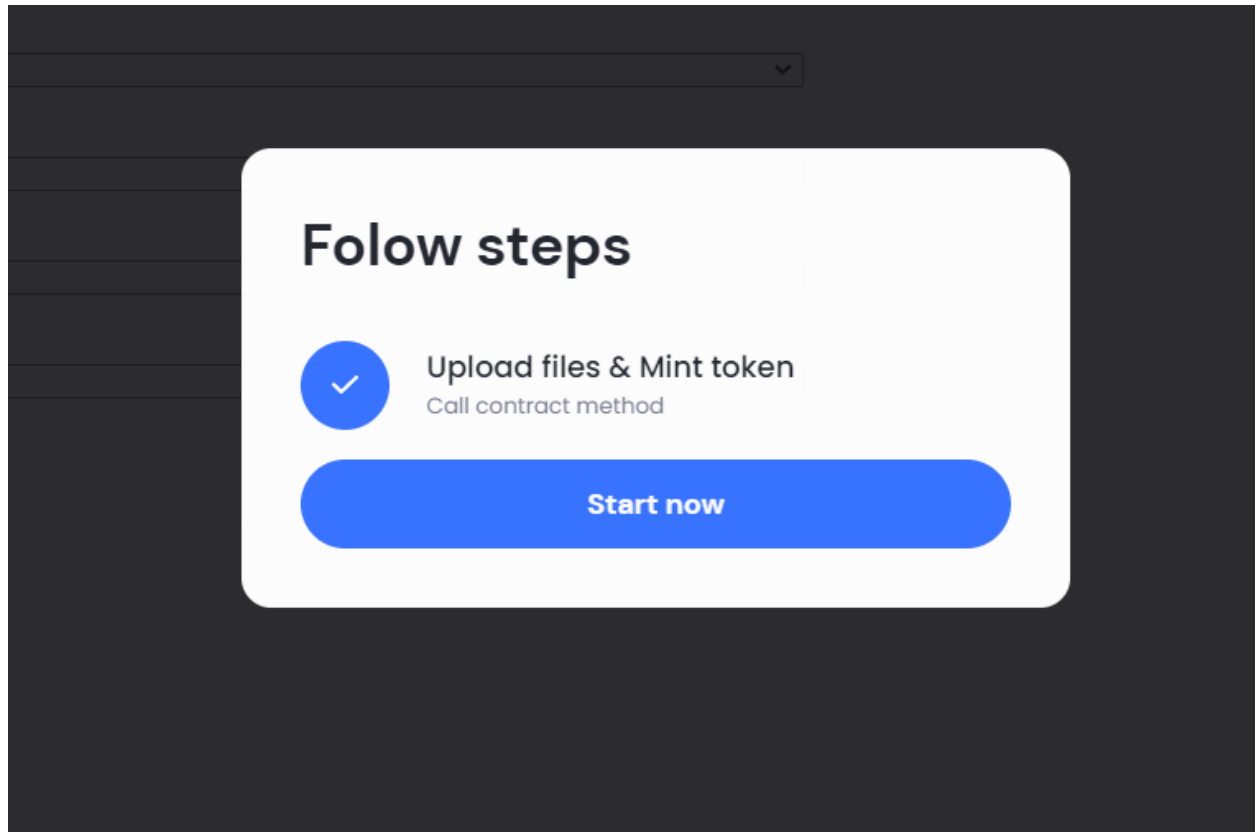 Folow steps
Upload files & Mint token
Call contract method
Start now